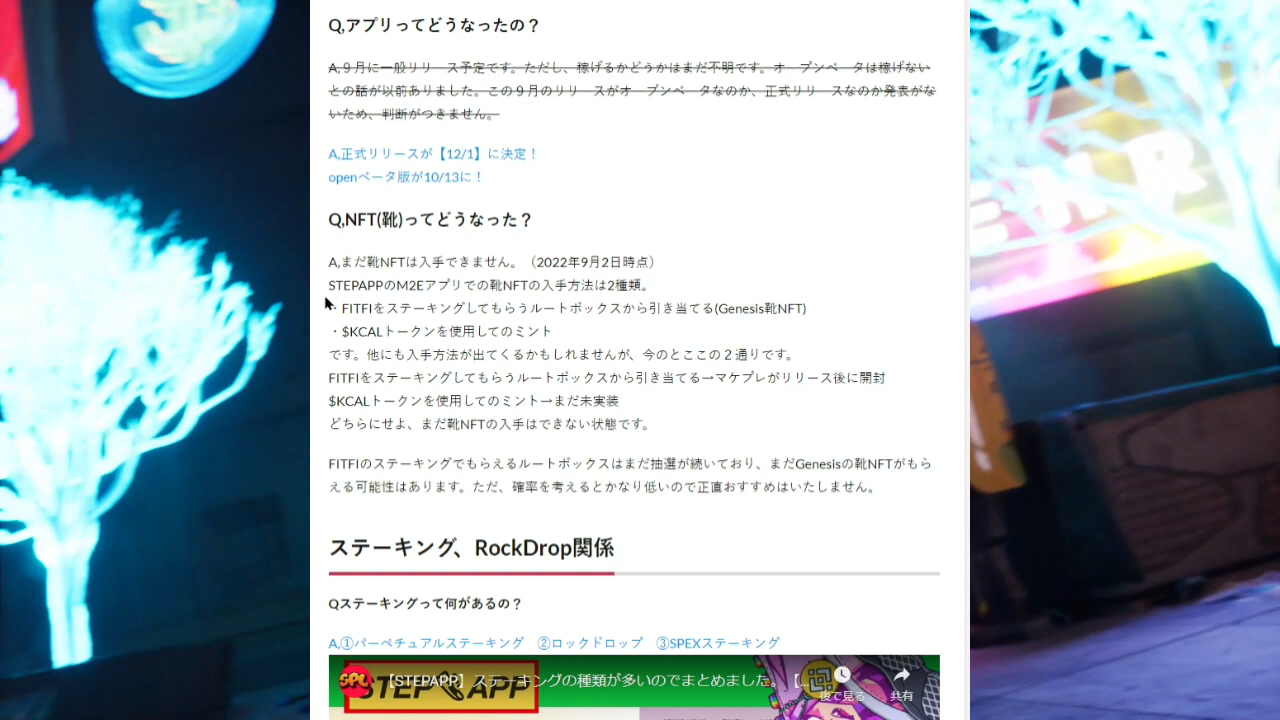 Q,アプリってどうなったの？
A,９月に一般リリース予定です。ただし、稼げるかどうかはまだ不明です。オープンベータは稼げない
との話が以前ありました。この９月のリリースがオープンベータなのか、正式リリースなのか発表がな
いため、判断がつきません。
A,正式リリースが【12/1】に決定！
openベータ版が10/13に！
Q,NFT(靴)ってどうなった？
A,まだ靴NFTは入手できません。（2022年9月2日時点）
STEPAPPのM2Eアプリでの靴NFTの入手方法は2種類。
・FITFIをステーキングしてもらうルートボックスから引き当てる(Genesis靴NFT)
・$KCALトークンを使用してのミント
です。他にも入手方法が出てくるかもしれませんが、今のとここの２通りです。
FITFIをステーキングしてもらうルートボックスから引き当てる→マケプレがリリース後に開封
$KCALトークンを使用してのミント→まだ未実装
どちらにせよ、まだ靴NFTの入手はできない状態です。
FITFIのステーキングでもらえるルートボックスはまだ抽選が続いており、まだGenesisの靴NFTがもら
える可能性はあります。ただ、確率を考えるとかなり低いので正直おすすめはいたしません。
ステーキング、RockDrop関係
Qステーキングって何があるの？
A,①パーペチュアルステーキング　②ロックドロップ　③SPEXステーキング
【STEPAPP】ステーキングの種類が多いのでまとめました。【...
後で見る
共有
STEP APP